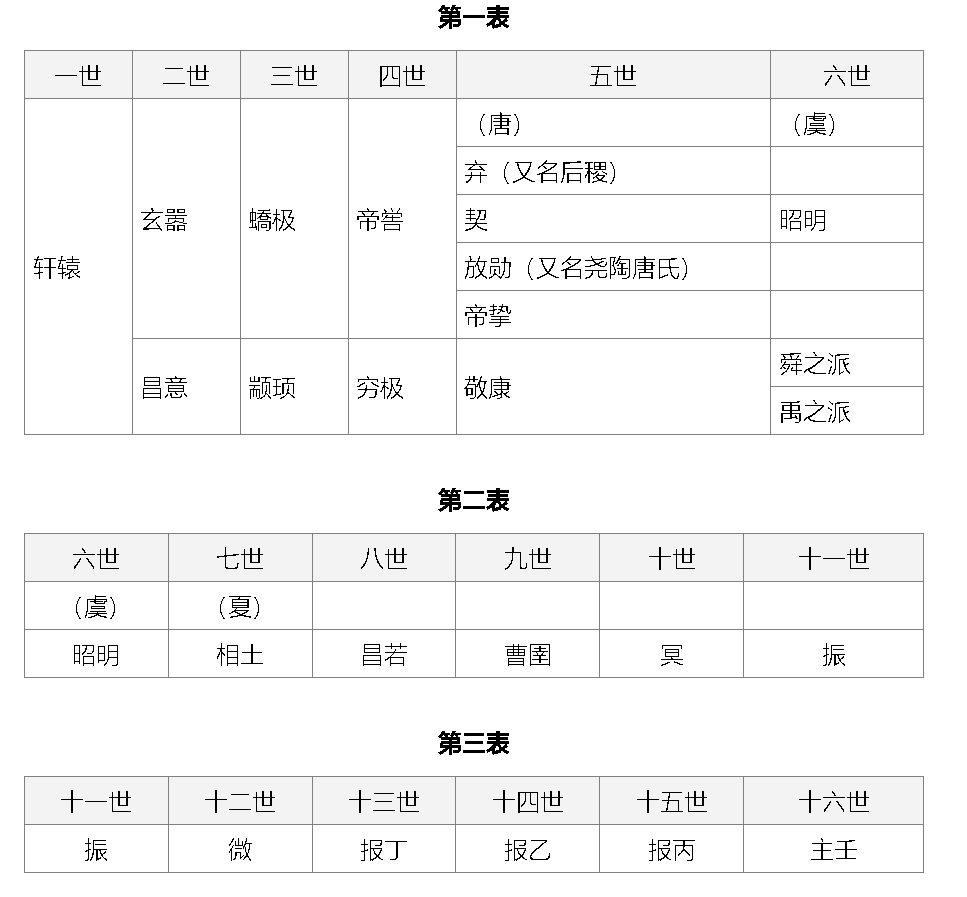 第一表
一世 二世 三世 四世 五世 六世
（唐） （虞）
弃（又名后稷）
玄嚣 蟜极 帝喾 契 昭明
轩辕 放勋（又名尧陶唐氏）
帝挚
舜之派
昌意 颛顼 穷极 敬康
禹之派
第二表
六世 七世 八世 九世 十世 十一世
（虞） （夏）
昭明 相土 昌若 曹圉 冥 振
第三表
十一世 十二世 十三世 十四世 十五世 十六世
振 微 报丁 报乙 报丙 主壬